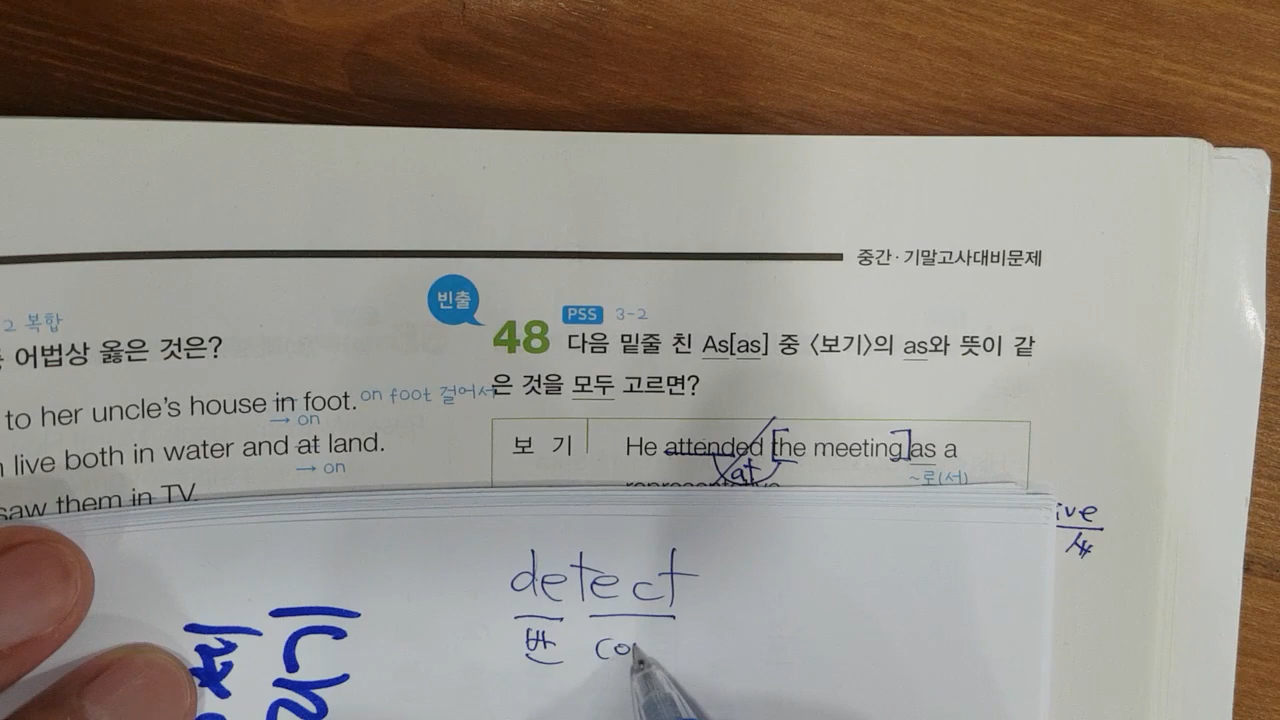 중간·기말고사대비문제
2 복합
어법상 옳은 것은?
to her uncle's house in foot. on foot 걸어서
→ on
live both in water and at land.
→ on
saw them in TV.
빈출
48 PSS 3-2
다음 밑줄 친 As[as] 중 〈보기〉의 as와 뜻이 같
은 것을 모두 고르면?
보 기 He attended [the meeting] as a
at ~로(서)
representative
ive
detect
반 co